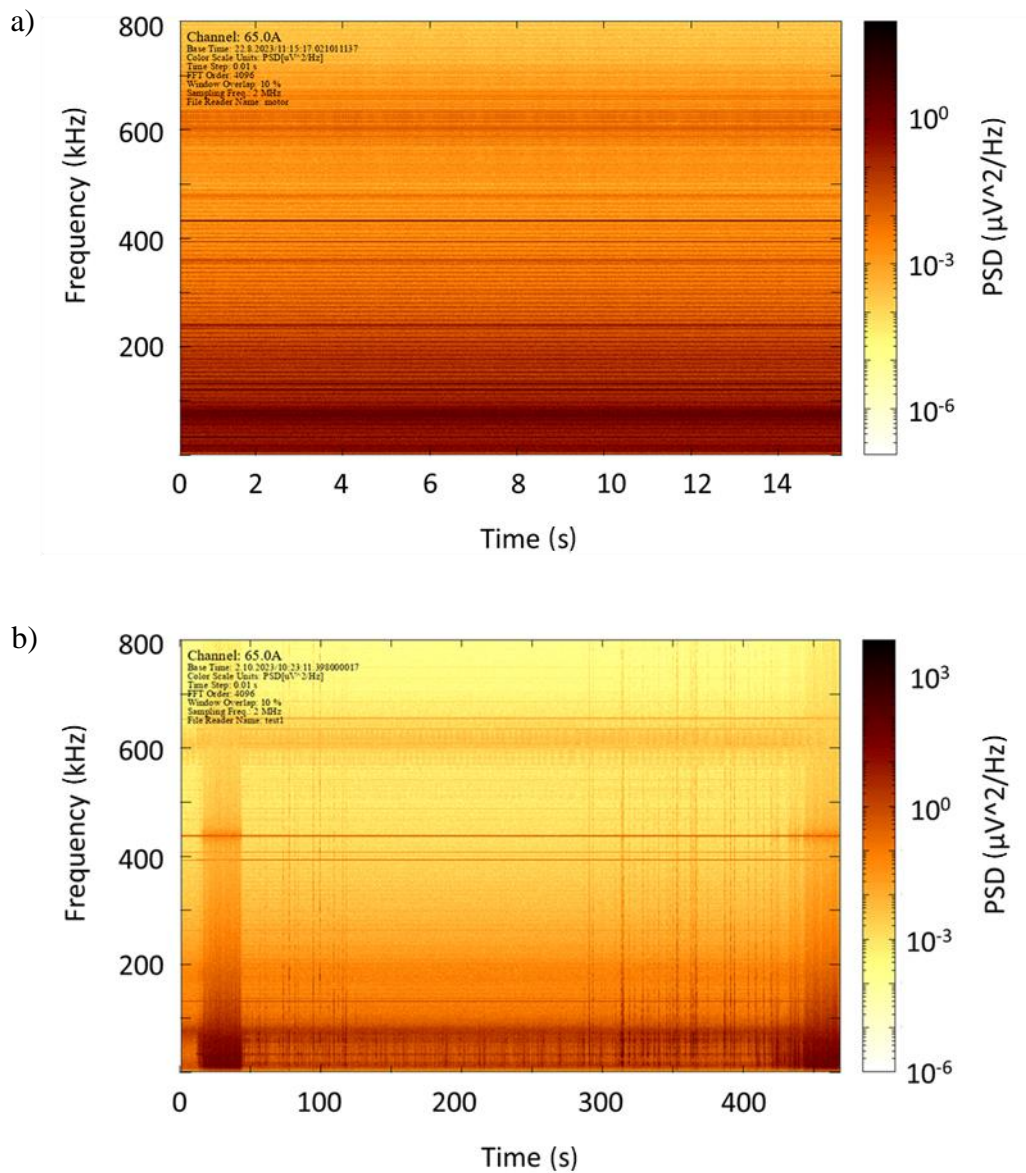 a)
800
600
400
200
Frequency (kHz)
Channel: 65.0A
Base Time: 22.8.2023/11:15:17.021011137
Color Scale Units: PSD[uV^2/Hz]
Time Step: 0.01 s
FFT Order: 4096
Window Overlap: 10 %
Sampling Freq.: 2 MHz
File Reader Name: motor
10^0
10^-3
10^-6
PSD (μV^2/Hz)
0 2 4 6 8 10 12 14
Time (s)
b)
800
600
400
200
Frequency (kHz)
Channel: 65.0A
Base Time: 2.10.2023/10:23:11.398000017
Color Scale Units: PSD[uV^2/Hz]
Time Step: 0.01 s
FFT Order: 4096
Window Overlap: 10 %
Sampling Freq.: 2 MHz
File Reader Name: test1
10^3
10^0
10^-3
10^-6
PSD (μV^2/Hz)
0 100 200 300 400
Time (s)